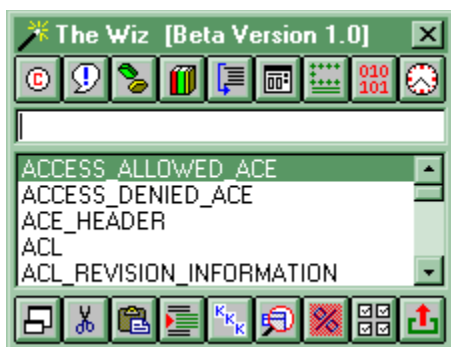 The Wiz [Beta Version 1.0]
©
010
101
ACCESS_ALLOWED_ACE
ACCESS_DENIED_ACE
ACE_HEADER
ACL
ACL_REVISION_INFORMATION
K K K
%